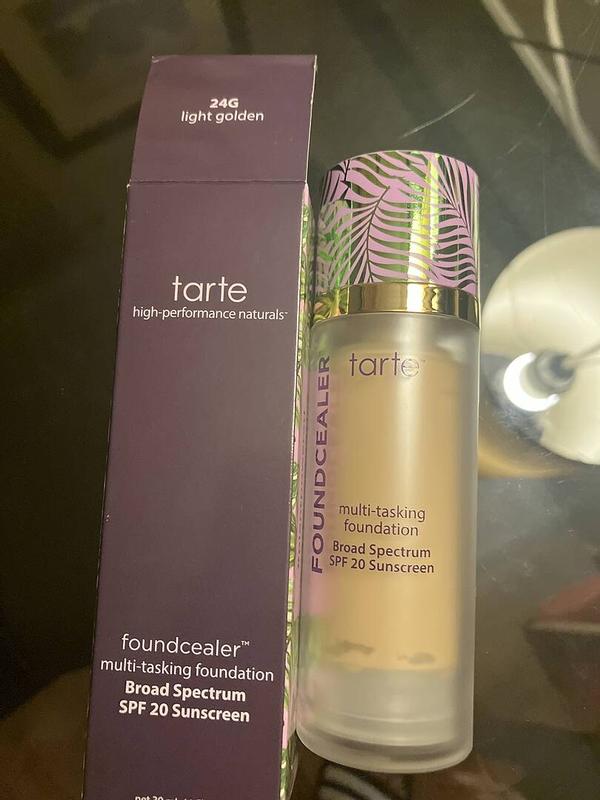 24G
light golden
tarte
high-performance naturals™
foundcealer™
multi-tasking foundation
Broad Spectrum
SPF 20 Sunscreen
tarte™
FOUNDCEALER
multi-tasking
foundation
Broad Spectrum
SPF 20 Sunscreen